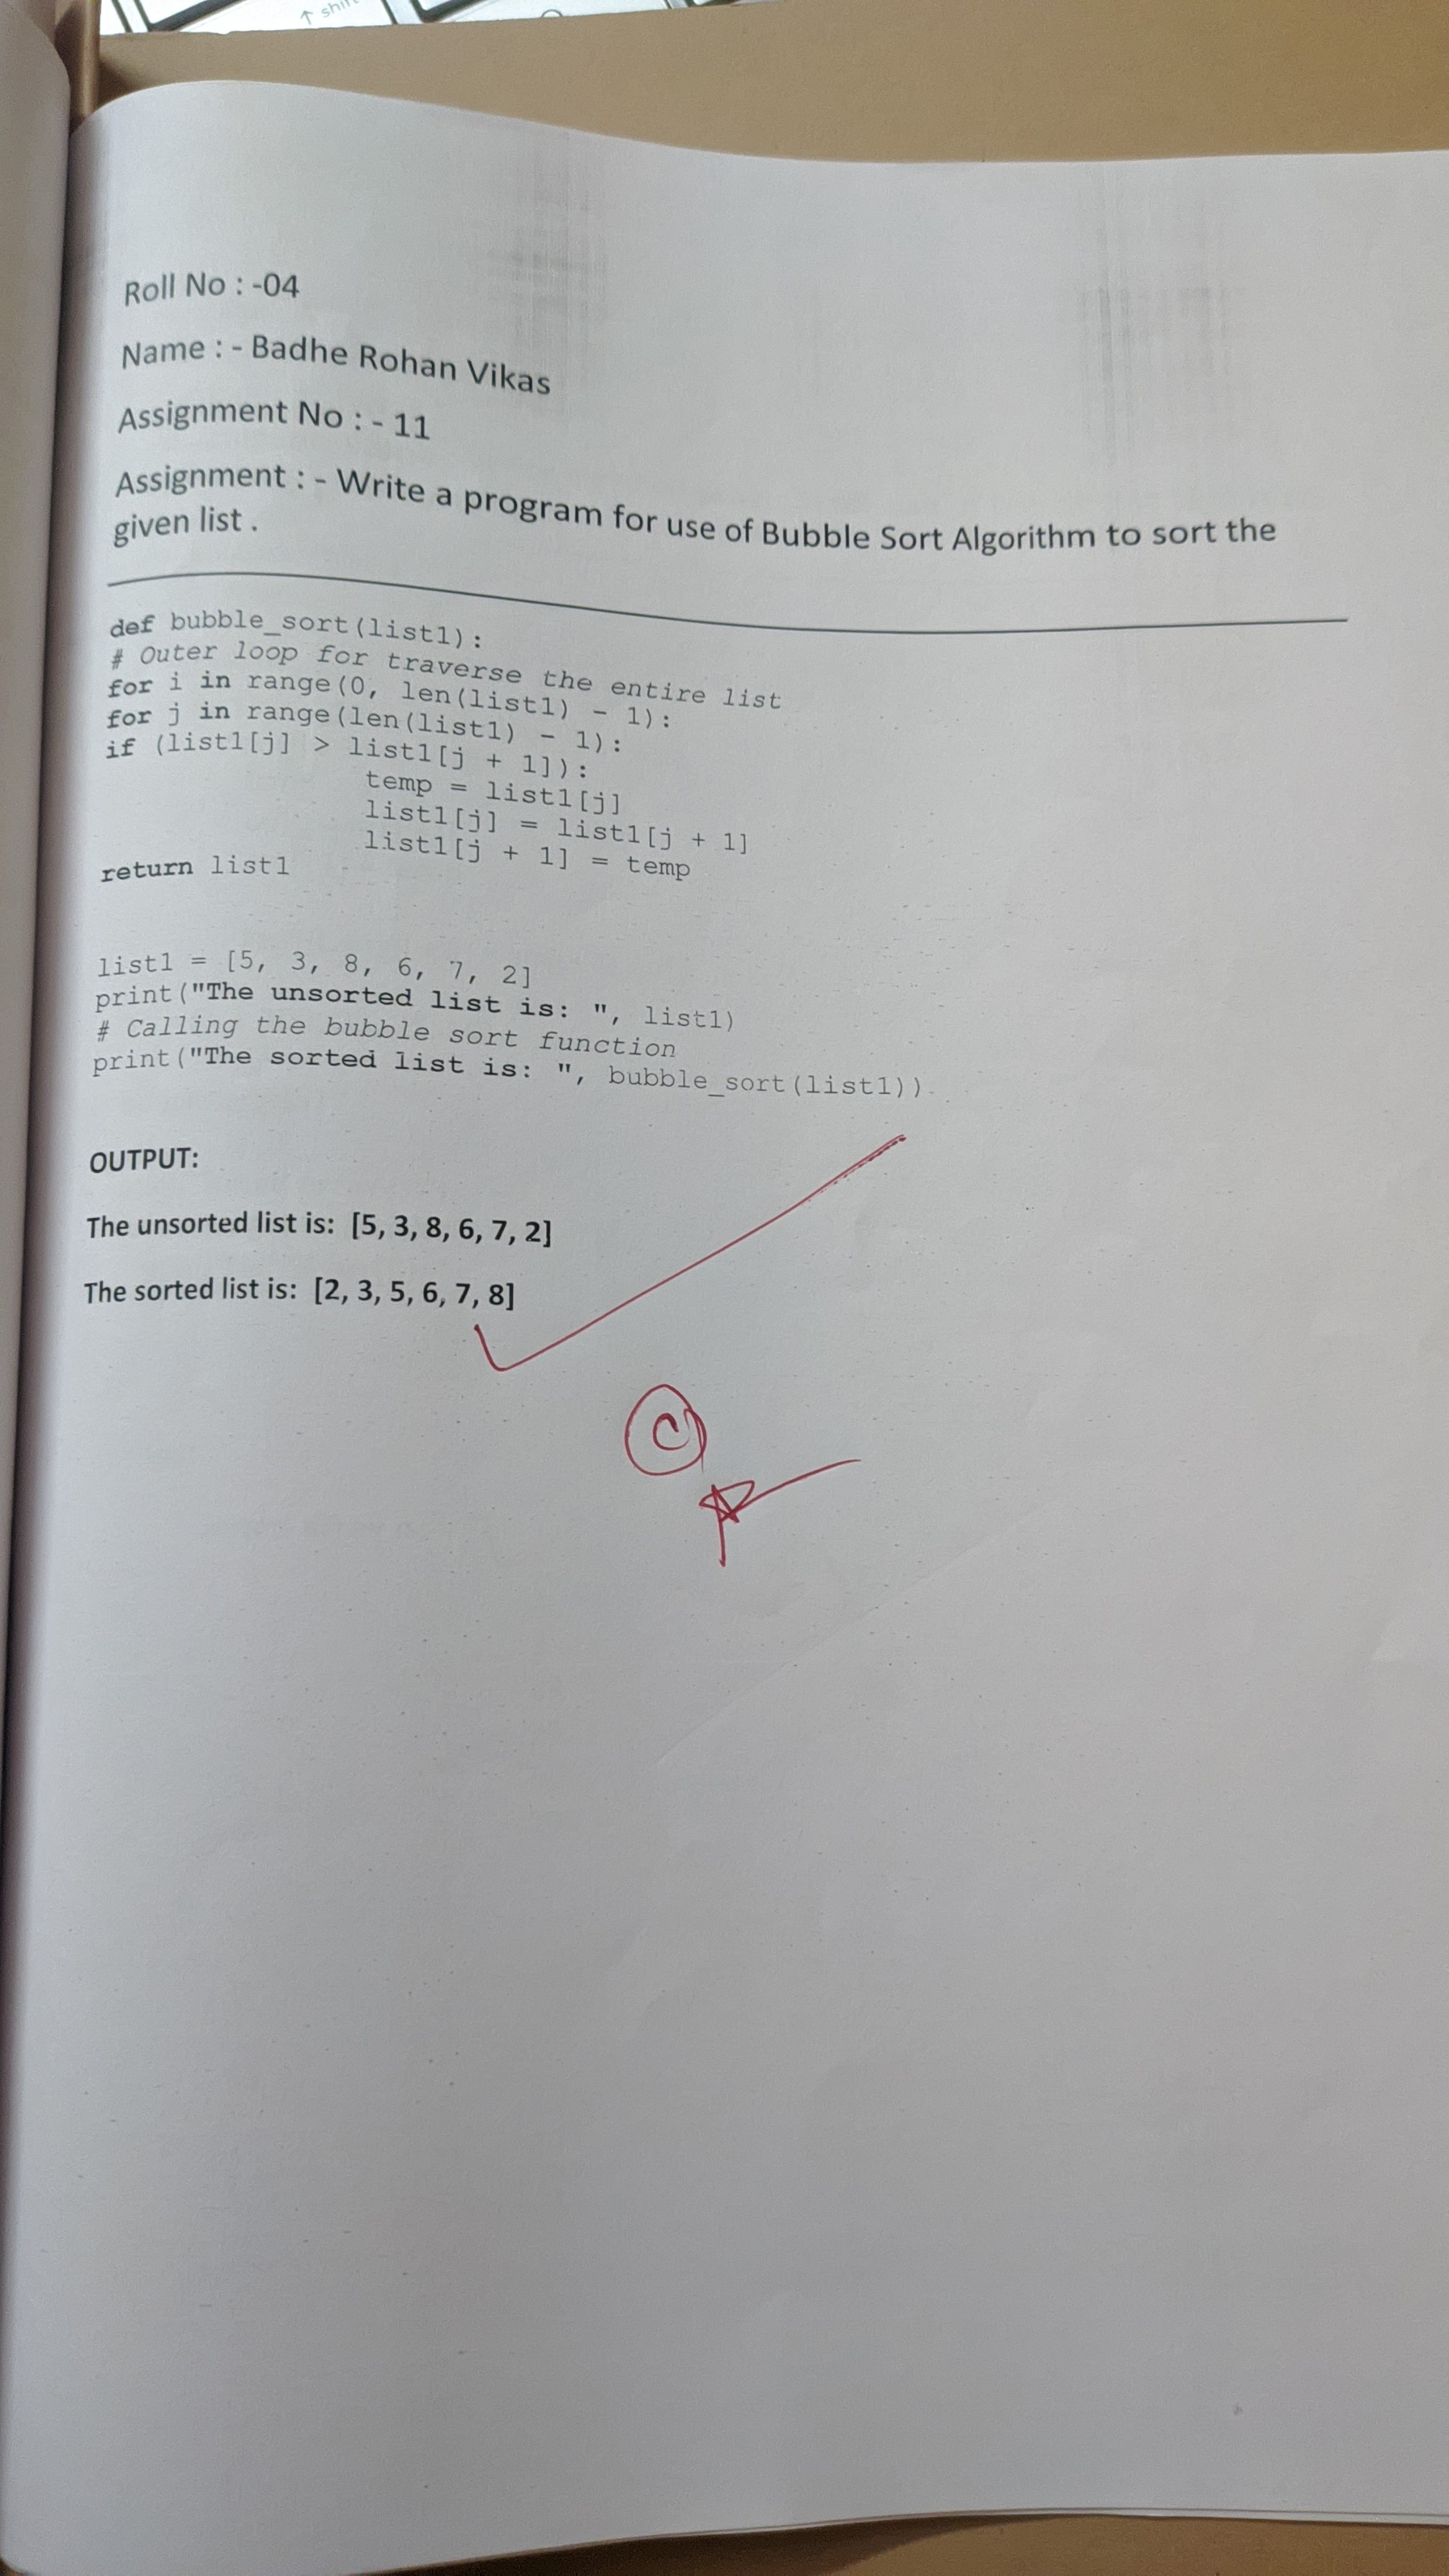 ↑ shift
Roll No : -04
Name : - Badhe Rohan Vikas
Assignment No : - 11
Assignment : - Write a program for use of Bubble Sort Algorithm to sort the
given list .
def bubble_sort(list1):
# Outer loop for traverse the entire list
for i in range(0, len(list1) - 1):
for j in range(len(list1) - 1):
if (list1[j] > list1[j + 1]):
temp = list1[j]
list1[j] = list1[j + 1]
list1[j + 1] = temp
return list1
list1 = [5, 3, 8, 6, 7, 2]
print("The unsorted list is: ", list1)
# Calling the bubble sort function
print("The sorted list is: ", bubble_sort(list1))
OUTPUT:
The unsorted list is: [5, 3, 8, 6, 7, 2]
The sorted list is: [2, 3, 5, 6, 7, 8]
C